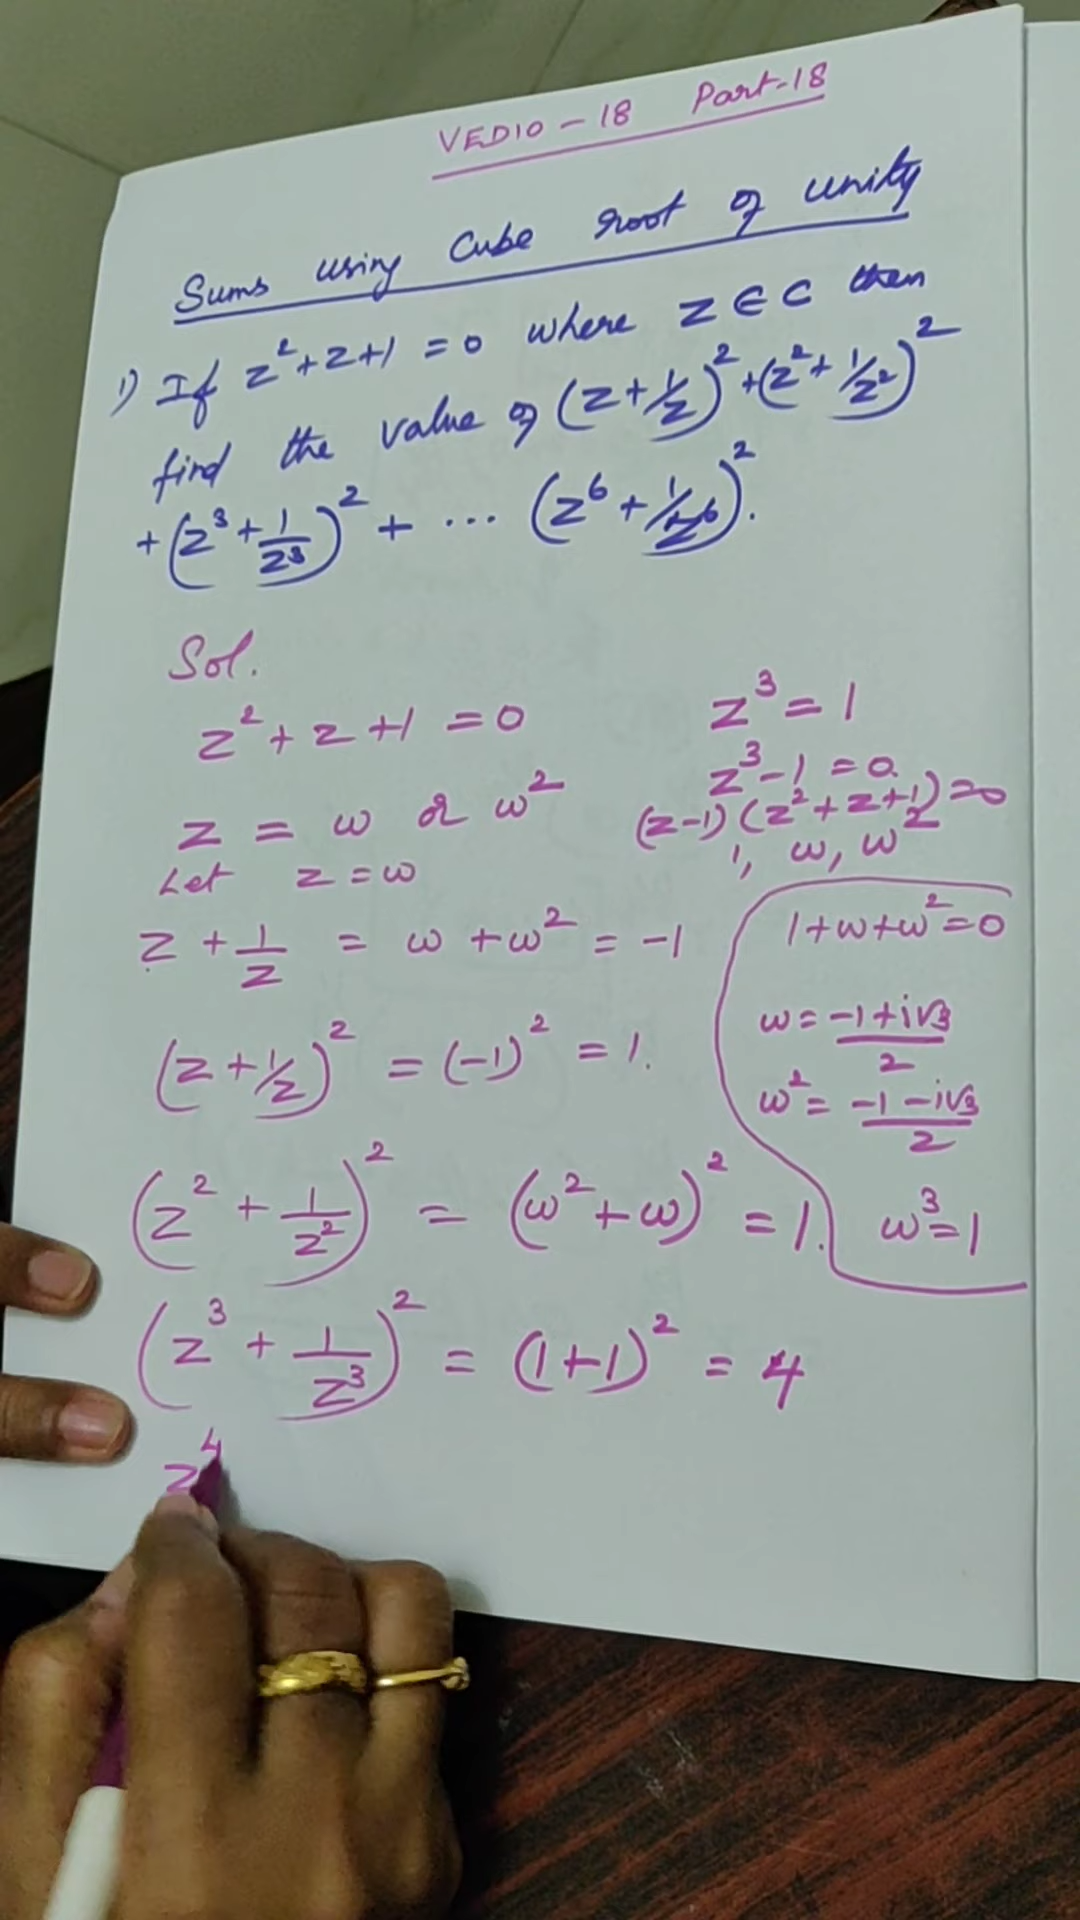 VEDIO - 18 Part-18
Sums using Cube root of unity
1) If z²+z+1 = 0 where z ∈ C then
find the value of (z+1/z)²+(z²+1/z²)²
+(z³+1/z³)²+ ... (z⁶+1/z⁶)².
Sol.
z²+z+1 = 0
z = ω or ω²
Let z = ω
z + 1/z = ω + ω² = -1
(z+1/z)² = (-1)² = 1.
(z² + 1/z²)² = (ω²+ω)² = 1.
(z³ + 1/z³)² = (1+1)² = 4
z⁴
z³ = 1
z³-1 = 0.
(z-1)(z²+z+1)=0
1, ω, ω²
1+ω+ω²=0
ω = -1+i√3/2
ω² = -1-i√3/2
ω³=1